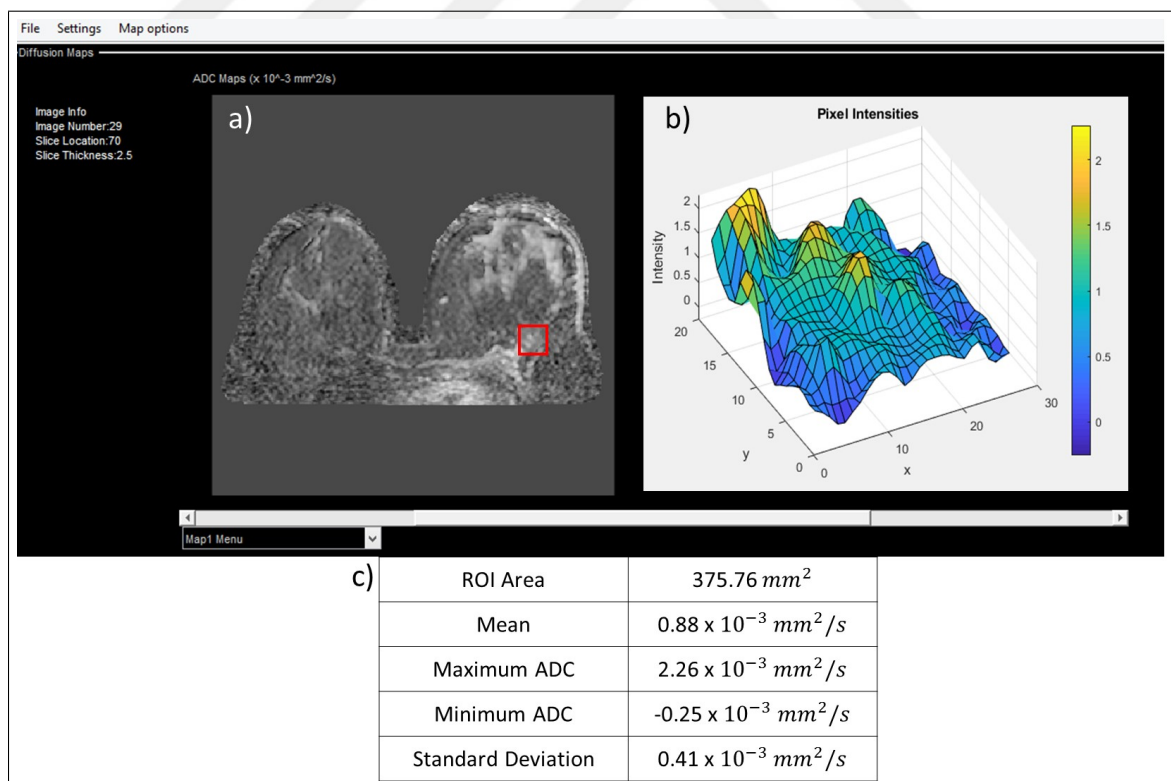 File Settings Map options
Diffusion Maps
ADC Maps (x 10^-3 mm^2/s)
Image Info
Image Number:29
Slice Location:70
Slice Thickness:2.5
a)
b)
Pixel Intensities
Intensity
2
1.5
1
0.5
0
20
15
10
5
0
y
0
10
20
30
x
2
1.5
1
0.5
0
Map1 Menu
c)
ROI Area 375.76 mm²
Mean 0.88 x 10⁻³ mm²/s
Maximum ADC 2.26 x 10⁻³ mm²/s
Minimum ADC -0.25 x 10⁻³ mm²/s
Standard Deviation 0.41 x 10⁻³ mm²/s